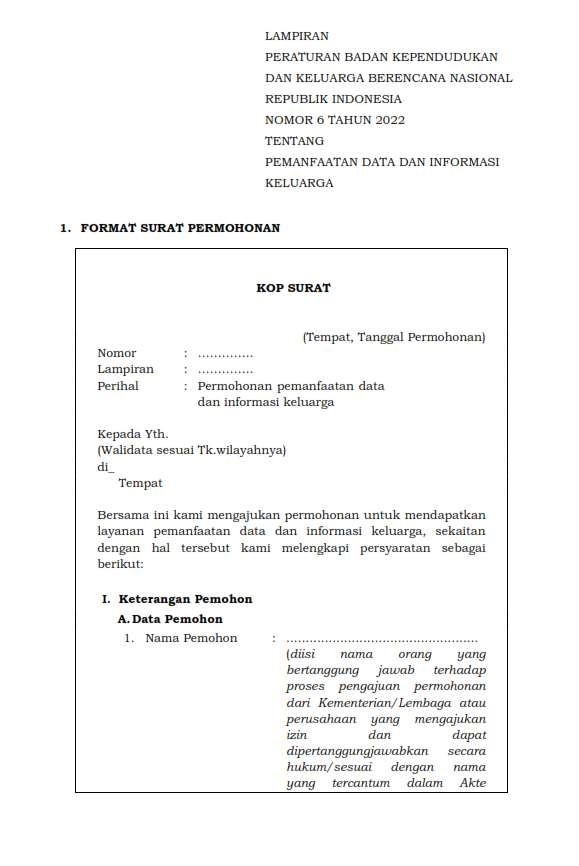 LAMPIRAN
PERATURAN BADAN KEPENDUDUKAN
DAN KELUARGA BERENCANA NASIONAL
REPUBLIK INDONESIA
NOMOR 6 TAHUN 2022
TENTANG
PEMANFAATAN DATA DAN INFORMASI
KELUARGA
1. FORMAT SURAT PERMOHONAN
KOP SURAT
(Tempat, Tanggal Permohonan)
Nomor : ..............
Lampiran : ..............
Perihal : Permohonan pemanfaatan data
dan informasi keluarga
Kepada Yth.
(Walidata sesuai Tk.wilayahnya)
di_
Tempat
Bersama ini kami mengajukan permohonan untuk mendapatkan
layanan pemanfaatan data dan informasi keluarga, sekaitan
dengan hal tersebut kami melengkapi persyaratan sebagai
berikut:
I. Keterangan Pemohon
A. Data Pemohon
1. Nama Pemohon : ..................................................
(diisi nama orang yang
bertanggung jawab terhadap
proses pengajuan permohonan
dari Kementerian/Lembaga atau
perusahaan yang mengajukan
izin dan dapat
dipertanggungjawabkan secara
hukum/sesuai dengan nama
yang tercantum dalam Akte